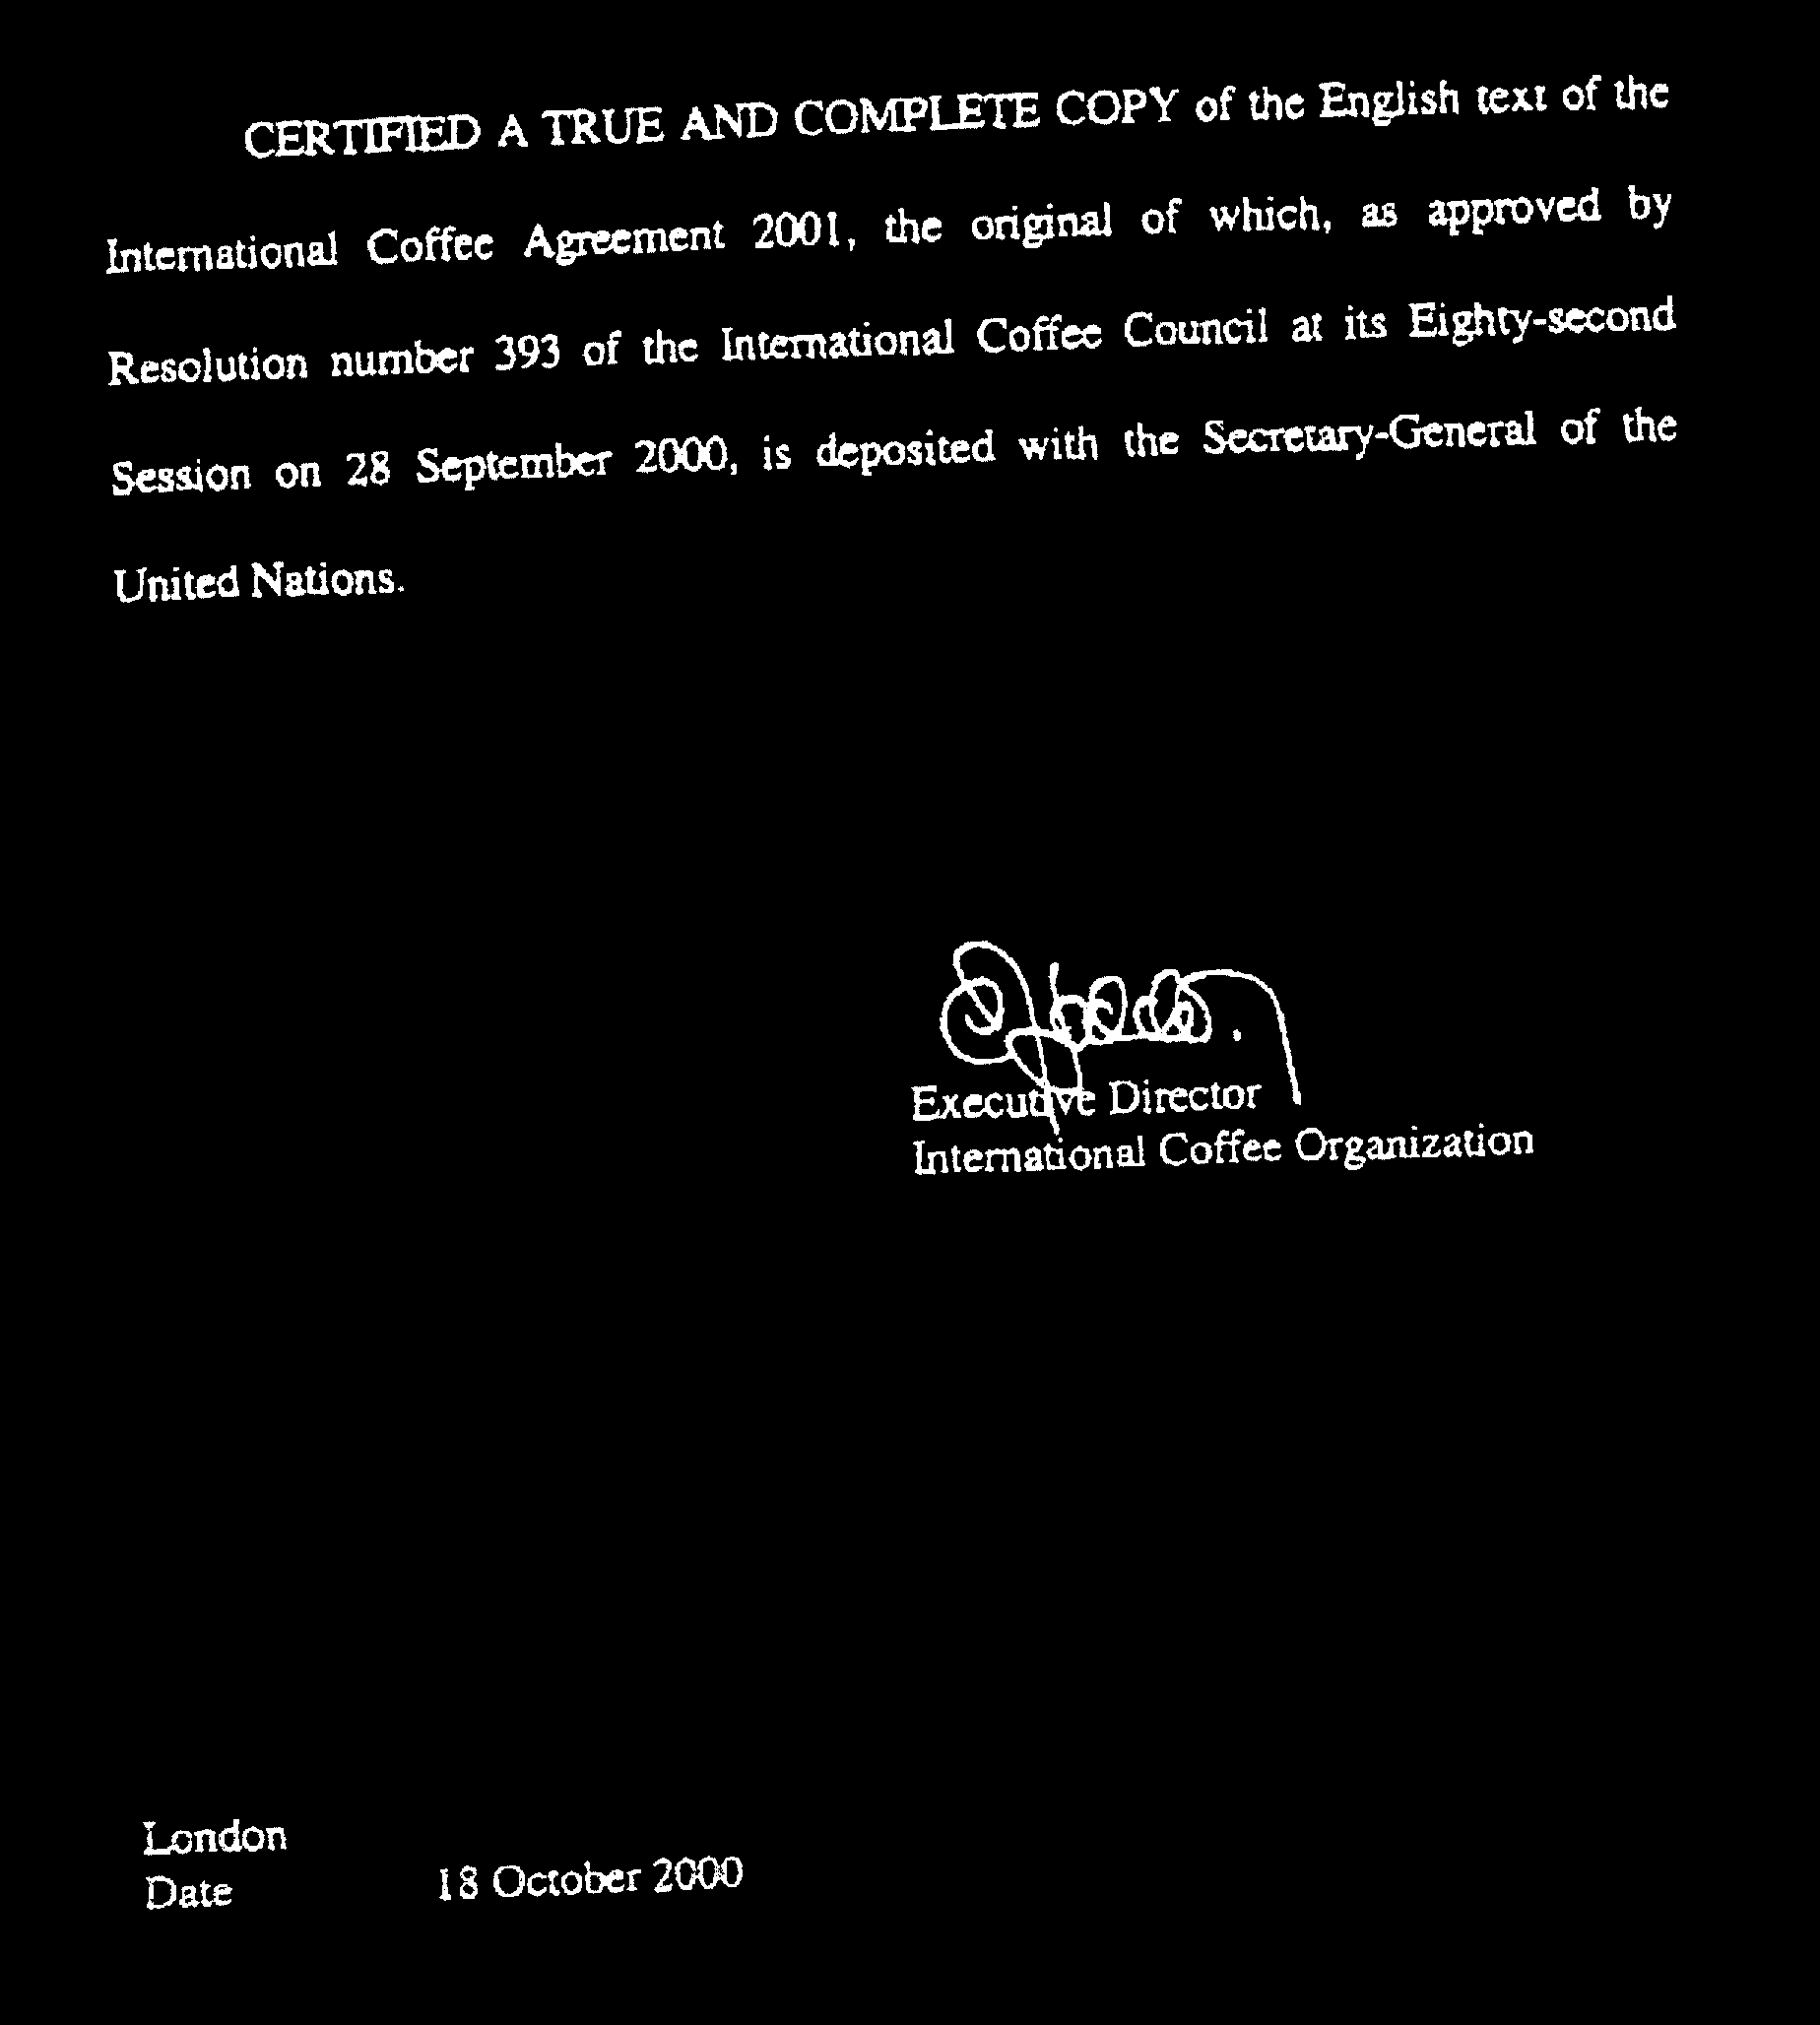 CERTIFIED A TRUE AND COMPLETE COPY of the English text of the
International Coffee Agreement 2001, the original of which, as approved by
Resolution number 393 of the International Coffee Council at its Eighty-second
Session on 28 September 2000, is deposited with the Secretary-General of the
United Nations.
Executive Director
International Coffee Organization
London
Date 18 October 2000